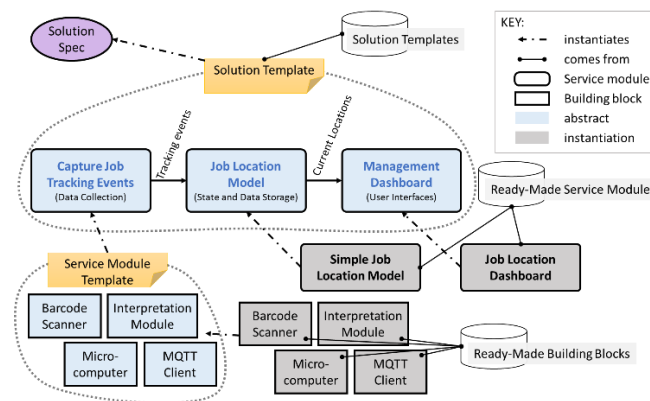 Solution
Spec
Solution Templates
Solution Template
KEY:
instantiates
comes from
Service module
Building block
abstract
instantiation
Tracking events
Current Locations
Capture Job
Tracking Events
(Data Collection)
Job Location
Model
(State and Data Storage)
Management
Dashboard
(User Interfaces)
Ready-Made Service Module
Simple Job
Location Model
Job Location
Dashboard
Service Module
Template
Barcode
Scanner
Interpretation
Module
Micro-
computer
MQTT
Client
Barcode
Scanner
Interpretation
Module
Micro-
computer
MQTT
Client
Ready-Made Building Blocks